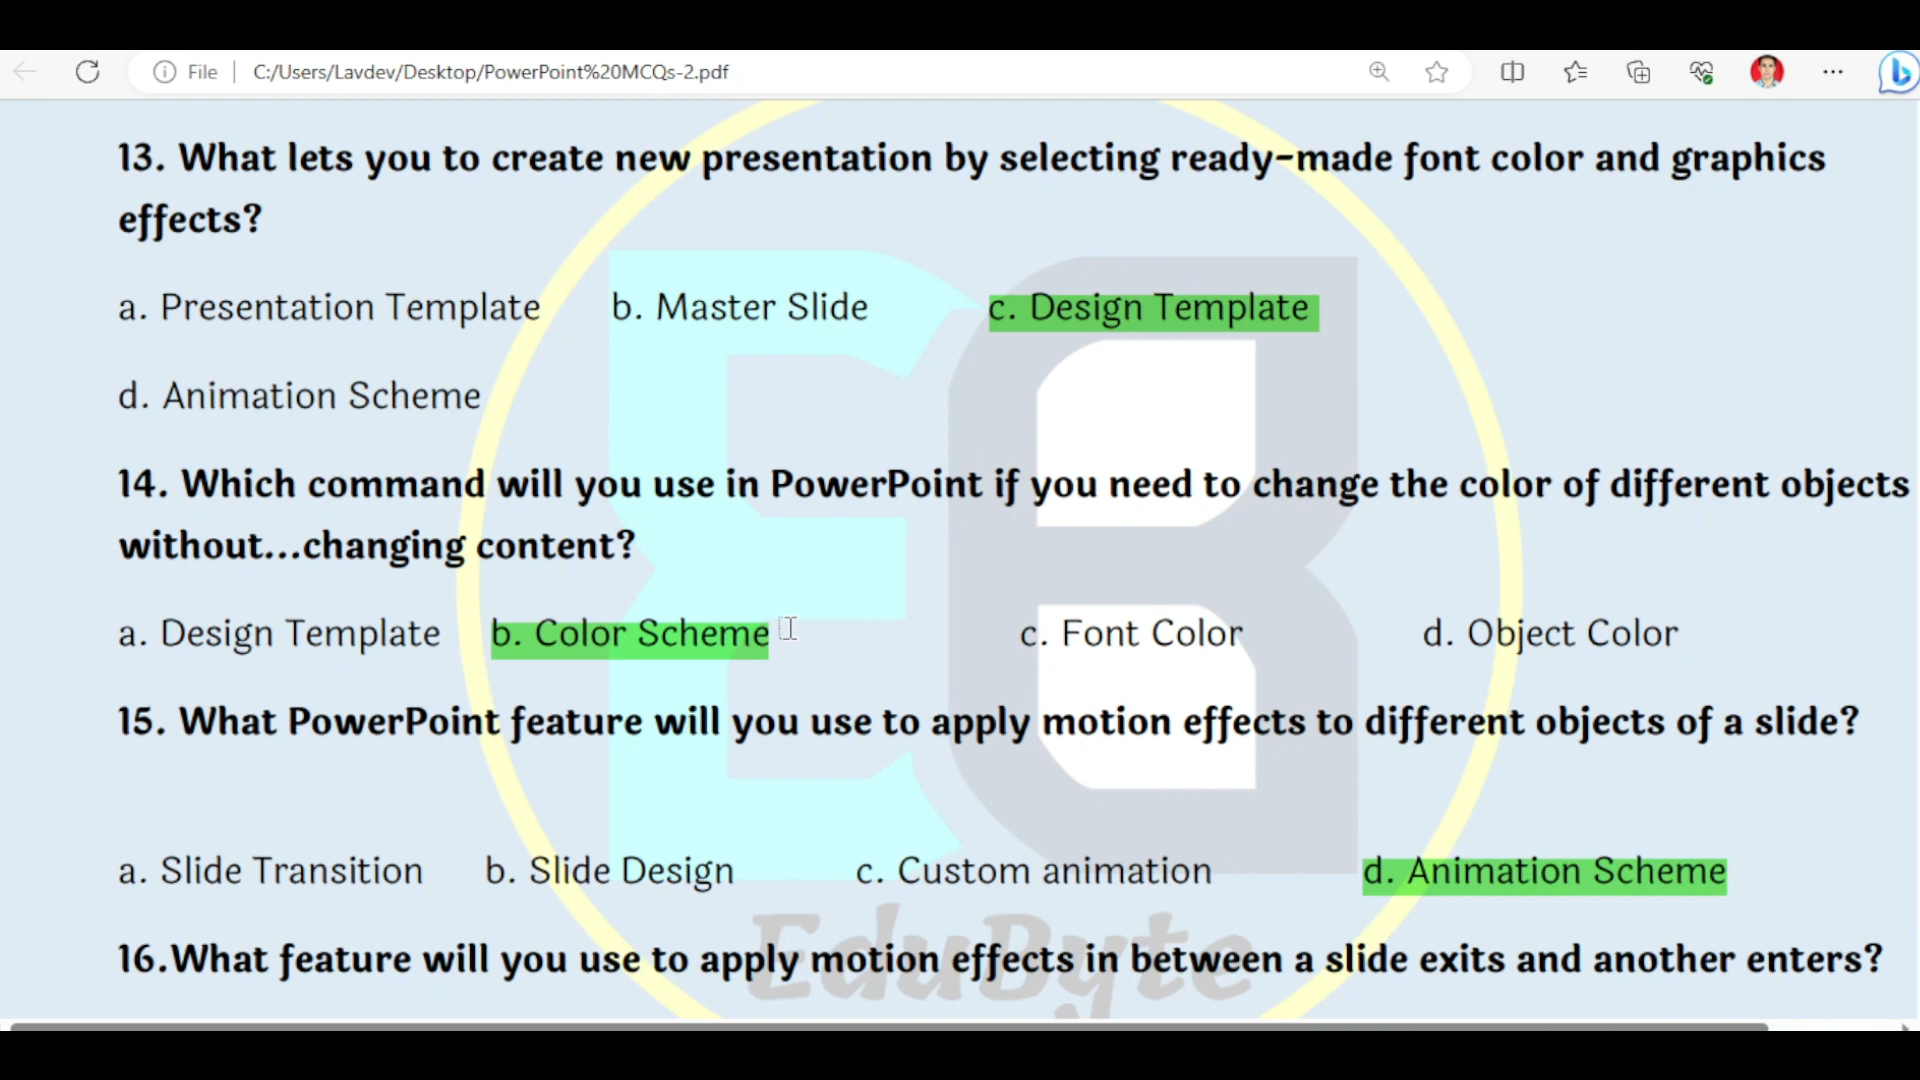 File C:/Users/Lavdev/Desktop/PowerPoint%20MCQs-2.pdf
13. What lets you to create new presentation by selecting ready-made font color and graphics
effects?
a. Presentation Template b. Master Slide c. Design Template
d. Animation Scheme
14. Which command will you use in PowerPoint if you need to change the color of different objects
without...changing content?
a. Design Template b. Color Scheme c. Font Color d. Object Color
15. What PowerPoint feature will you use to apply motion effects to different objects of a slide?
a. Slide Transition b. Slide Design c. Custom animation d. Animation Scheme
EduByte
16.What feature will you use to apply motion effects in between a slide exits and another enters?